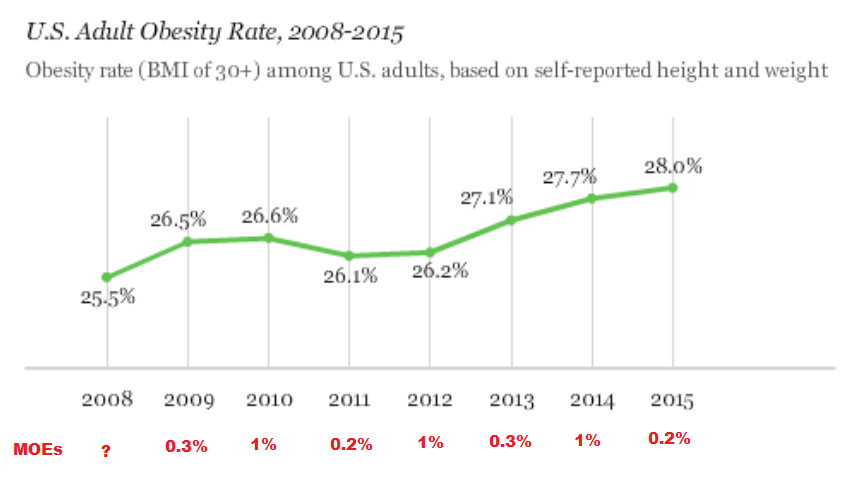 U.S. Adult Obesity Rate, 2008-2015
Obesity rate (BMI of 30+) among U.S. adults, based on self-reported height and weight
28.0%
27.7%
27.1%
26.5%
26.6%
26.1%
26.2%
25.5%
2008 2009 2010 2011 2012 2013 2014 2015
MOEs ? 0.3% 1% 0.2% 1% 0.3% 1% 0.2%